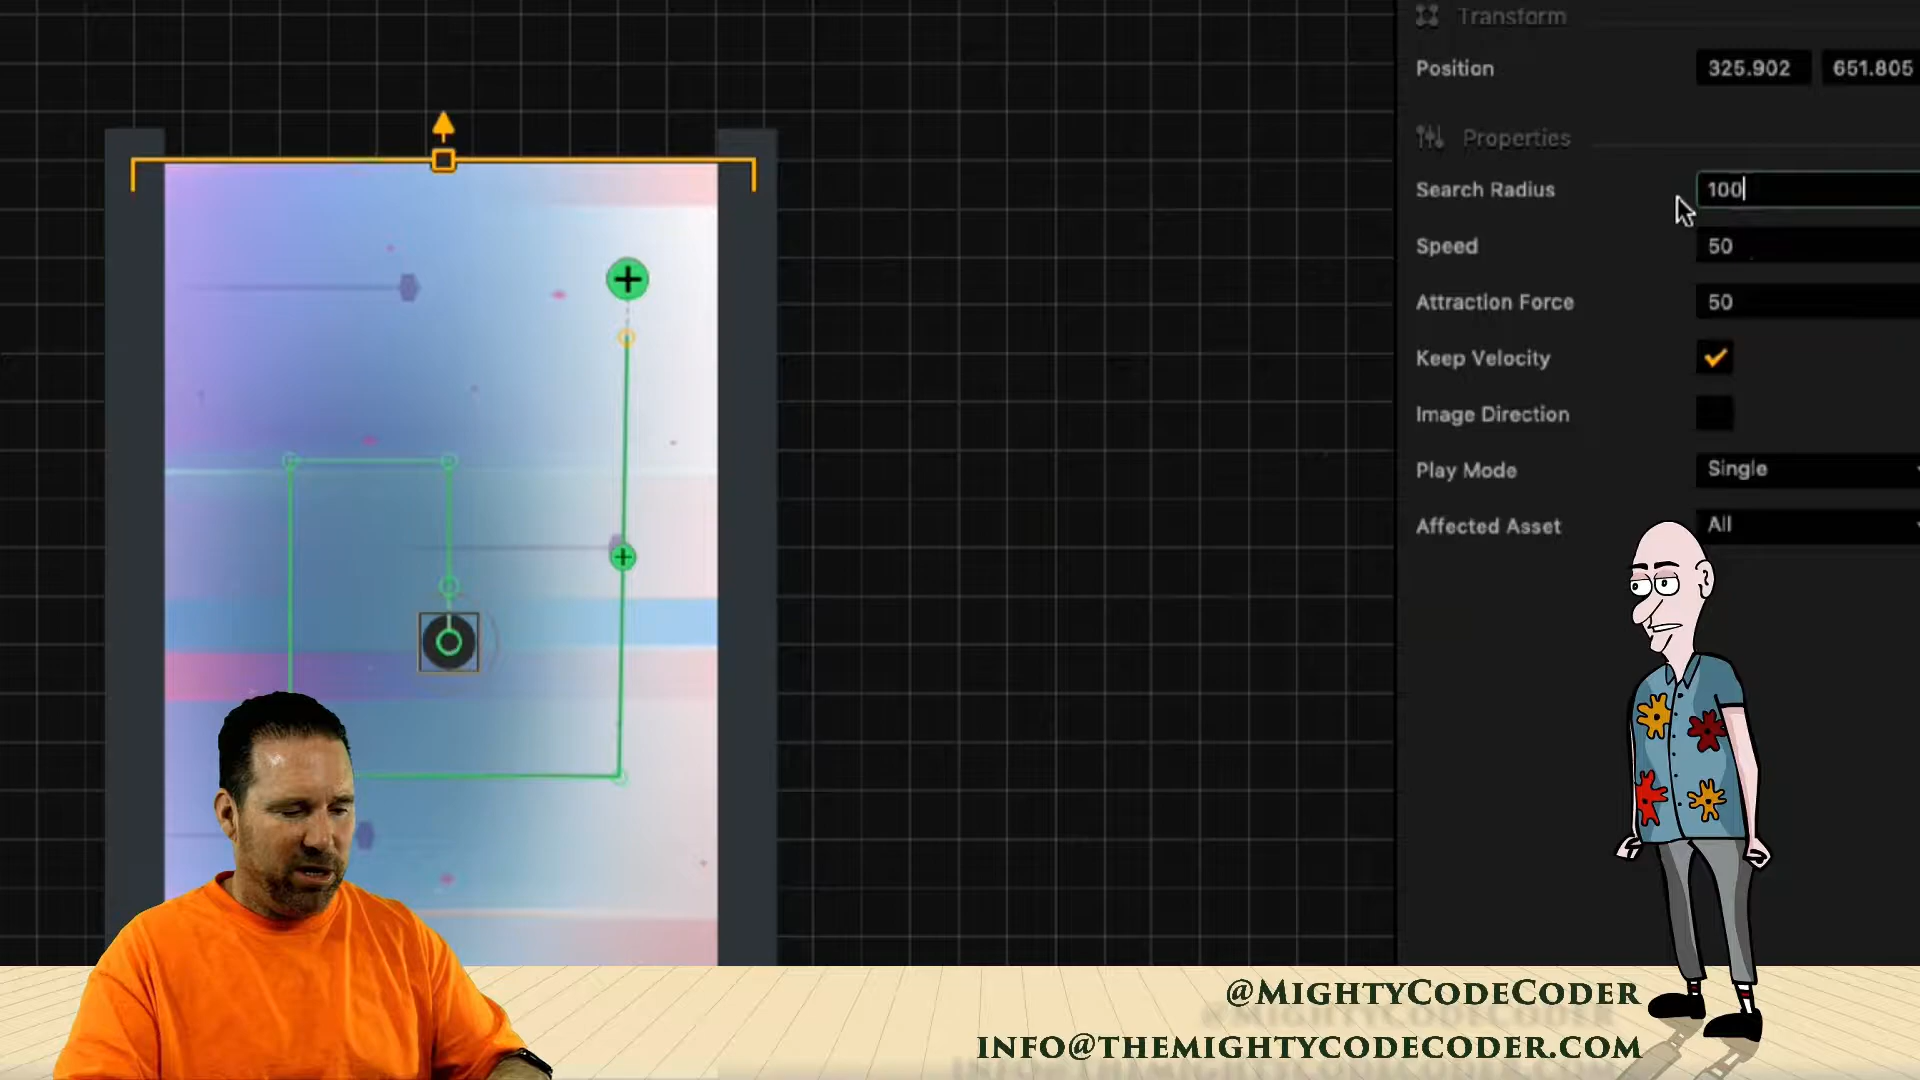 Transform
Position 325.902 651.805
Properties
Search Radius 100
Speed 50
Attraction Force 50
Keep Velocity
Image Direction
Play Mode Single
Affected Asset All
@MightyCodeCoder
info@themightycodecoder.com